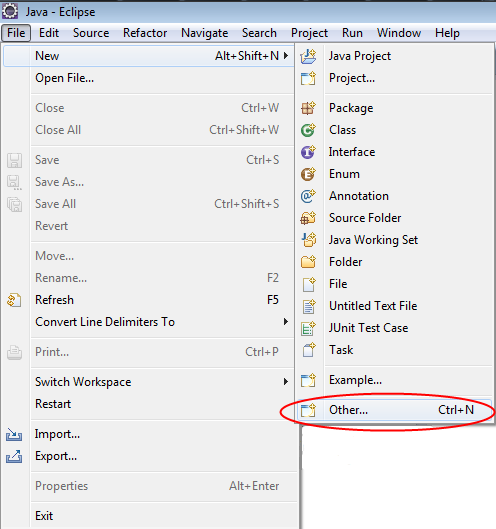 Java - Eclipse
File Edit Source Refactor Navigate Search Project Run Window Help
New Alt+Shift+N
Open File...
Close Ctrl+W
Close All Ctrl+Shift+W
Save Ctrl+S
Save As...
Save All Ctrl+Shift+S
Revert
Move...
Rename... F2
Refresh F5
Convert Line Delimiters To
Print... Ctrl+P
Switch Workspace
Restart
Import...
Export...
Properties Alt+Enter
Exit
Java Project
Project...
Package
Class
Interface
Enum
Annotation
Source Folder
Java Working Set
Folder
File
Untitled Text File
JUnit Test Case
Task
Example...
Other... Ctrl+N